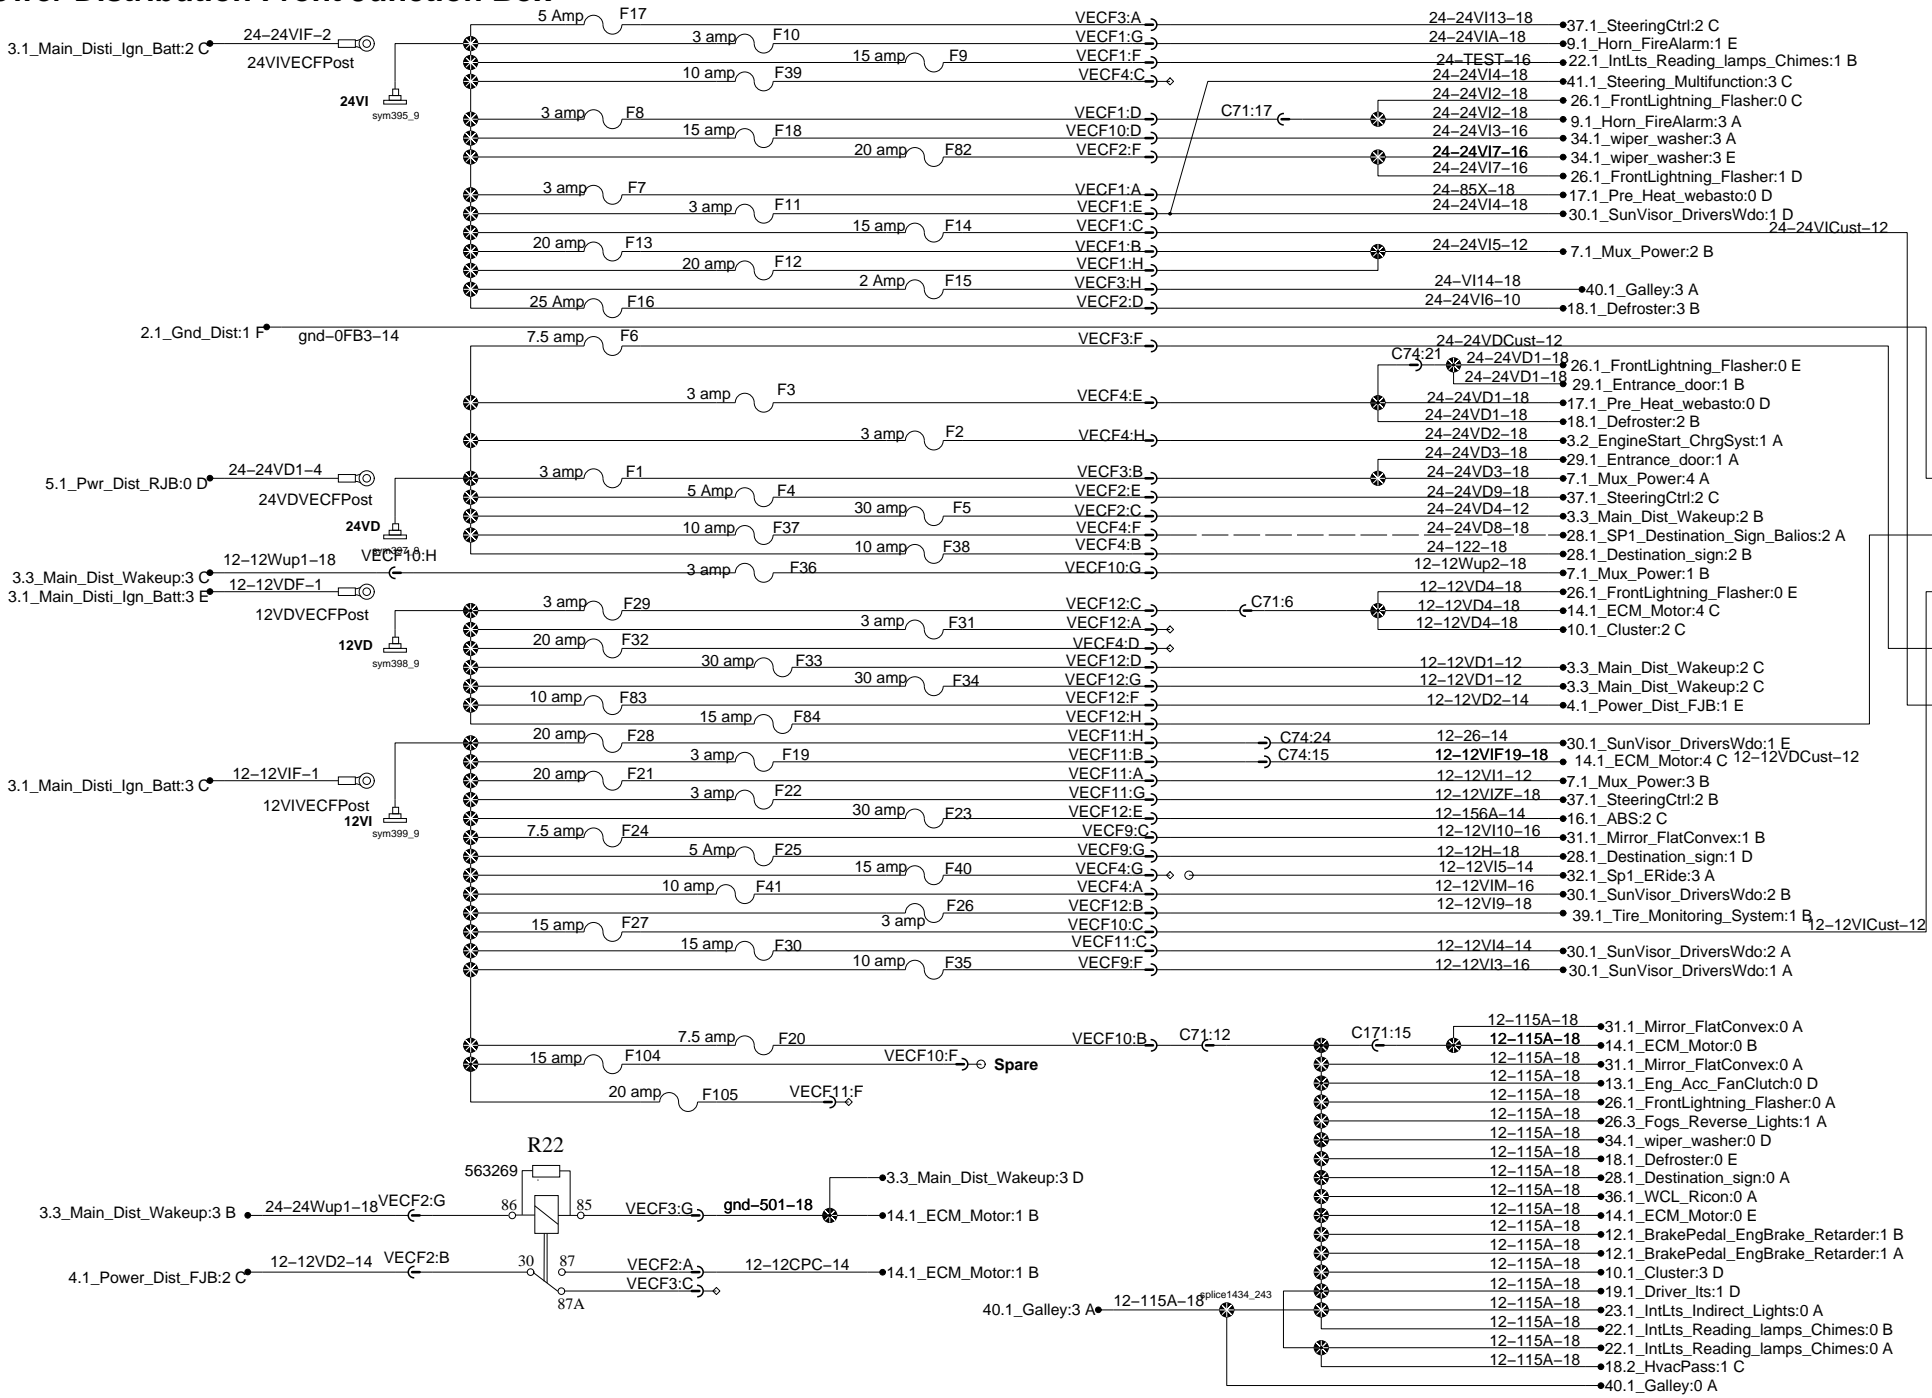 5 Amp F17 VECF3:A 24-24VI13-18 37.1_SteeringCtrl:2 C
3.1_Main_Disti_Ign_Batt:2 C 24-24VIF-2 3 amp F10 VECF1:G 24-24VIA-18 9.1_Horn_FireAlarm:1 E
24VIVECFPost 15 amp F9 VECF1:F 24-TEST-16 22.1_IntLts_Reading_lamps_Chimes:1 B
10 amp F39 VECF4:C 24-24VI4-18 41.1_Steering_Multifunction:3 C
24VI
sym395_9
24-24VI2-18 26.1_FrontLightning_Flasher:0 C
3 amp F8 VECF1:D C71:17 24-24VI2-18 9.1_Horn_FireAlarm:3 A
15 amp F18 VECF10:D 24-24VI3-16 34.1_wiper_washer:3 A
20 amp F82 VECF2:F 24-24VI7-16 34.1_wiper_washer:3 E
24-24VI7-16 26.1_FrontLightning_Flasher:1 D
3 amp F7 VECF1:A 24-85X-18 17.1_Pre_Heat_webasto:0 D
3 amp F11 VECF1:E 24-24VI4-18 30.1_SunVisor_DriversWdo:1 D
15 amp F14 VECF1:C 24-24VICust-12
20 amp F13 VECF1:B 24-24VI5-12 7.1_Mux_Power:2 B
20 amp F12 VECF1:H
2 Amp F15 VECF3:H 24-VI14-18 40.1_Galley:3 A
25 Amp F16 VECF2:D 24-24VI6-10 18.1_Defroster:3 B
2.1_Gnd_Dist:1 F gnd-0FB3-14
7.5 amp F6 VECF3:F 24-24VDCust-12
C74:21 24-24VD1-18 26.1_FrontLightning_Flasher:0 E
24-24VD1-18 29.1_Entrance_door:1 B
3 amp F3 VECF4:E 24-24VD1-18 17.1_Pre_Heat_webasto:0 D
24-24VD1-18 18.1_Defroster:2 B
3 amp F2 VECF4:H 24-24VD2-18 3.2_EngineStart_ChrgSyst:1 A
24-24VD3-18 29.1_Entrance_door:1 A
5.1_Pwr_Dist_RJB:0 D 24-24VD1-4 3 amp F1 VECF3:B 24-24VD3-18 7.1_Mux_Power:4 A
24VDVECFPost 5 Amp F4 VECF2:E 24-24VD9-18 37.1_SteeringCtrl:2 C
30 amp F5 VECF2:C 24-24VD4-12 3.3_Main_Dist_Wakeup:2 B
24VD 10 amp F37 VECF4:F 24-24VD8-18 28.1_SP1_Destination_Sign_Balios:2 A
10 amp F38 VECF4:B 24-122-18 28.1_Destination_sign:2 B
3.3_Main_Dist_Wakeup:3 C 12-12Wup1-18 VECF10:H 3 amp F36 VECF10:G 12-12Wup2-18 7.1_Mux_Power:1 B
3.1_Main_Disti_Ign_Batt:3 E 12-12VDF-1 12-12VD4-18 26.1_FrontLightning_Flasher:0 E
12VDVECFPost 3 amp F29 VECF12:C C71:6 12-12VD4-18 14.1_ECM_Motor:4 C
3 amp F31 VECF12:A 12-12VD4-18 10.1_Cluster:2 C
12VD 20 amp F32 VECF4:D
sym398_9 30 amp F33 VECF12:D 12-12VD1-12 3.3_Main_Dist_Wakeup:2 C
30 amp F34 VECF12:G 12-12VD1-12 3.3_Main_Dist_Wakeup:2 C
10 amp F83 VECF12:F 12-12VD2-14 4.1_Power_Dist_FJB:1 E
15 amp F84 VECF12:H
20 amp F28 VECF11:H C74:24 12-26-14 30.1_SunVisor_DriversWdo:1 E
3 amp F19 VECF11:B C74:15 12-12VIF19-18 14.1_ECM_Motor:4 C 12-12VDCust-12
3.1_Main_Disti_Ign_Batt:3 C 12-12VIF-1 20 amp F21 VECF11:A 12-12VI1-12 7.1_Mux_Power:3 B
12VIVECFPost 3 amp F22 VECF11:G 12-12VIZF-18 37.1_SteeringCtrl:2 B
12VI 30 amp F23 VECF12:E 12-156A-14 16.1_ABS:2 C
sym399_9 7.5 amp F24 VECF9:C 12-12VI10-16 31.1_Mirror_FlatConvex:1 B
5 Amp F25 VECF9:G 12-12H-18 28.1_Destination_sign:1 D
15 amp F40 VECF4:G 12-12VI5-14 32.1_Sp1_ERide:3 A
10 amp F41 VECF4:A 12-12VIM-16 30.1_SunVisor_DriversWdo:2 B
3 amp F26 VECF12:B 12-12VI9-18 39.1_Tire_Monitoring_System:1 B
15 amp F27 VECF10:C 12-12VICust-12
15 amp F30 VECF11:C 12-12VI4-14 30.1_SunVisor_DriversWdo:2 A
10 amp F35 VECF9:F 12-12VI3-16 30.1_SunVisor_DriversWdo:1 A
12-115A-18 31.1_Mirror_FlatConvex:0 A
7.5 amp F20 VECF10:B C71:12 C171:15 12-115A-18 14.1_ECM_Motor:0 B
15 amp F104 VECF10:F Spare 12-115A-18 31.1_Mirror_FlatConvex:0 A
12-115A-18 13.1_Eng_Acc_FanClutch:0 D
20 amp F105 VECF11:F 12-115A-18 26.1_FrontLightning_Flasher:0 A
12-115A-18 26.3_Fogs_Reverse_Lights:1 A
R22 12-115A-18 34.1_wiper_washer:0 D
563269 12-115A-18 18.1_Defroster:0 E
3.3_Main_Dist_Wakeup:3 D 12-115A-18 28.1_Destination_sign:0 A
12-115A-18 36.1_WCL_Ricon:0 A
3.3_Main_Dist_Wakeup:3 B 24-24Wup1-18 VECF2:G 86 85 VECF3:G gnd-501-18 14.1_ECM_Motor:1 B 12-115A-18 14.1_ECM_Motor:0 E
12-115A-18 12.1_BrakePedal_EngBrake_Retarder:1 B
12-115A-18 12.1_BrakePedal_EngBrake_Retarder:1 A
4.1_Power_Dist_FJB:2 C 12-12VD2-14 VECF2:B 30 87 VECF2:A 12-12CPC-14 14.1_ECM_Motor:1 B 12-115A-18 10.1_Cluster:3 D
87A VECF3:C 12-115A-18 19.1_Driver_lts:1 D
40.1_Galley:3 A 12-115A-18 splice1434_243 12-115A-18 23.1_IntLts_Indirect_Lights:0 A
12-115A-18 22.1_IntLts_Reading_lamps_Chimes:0 B
12-115A-18 22.1_IntLts_Reading_lamps_Chimes:0 A
12-115A-18 18.2_HvacPass:1 C
40.1_Galley:0 A